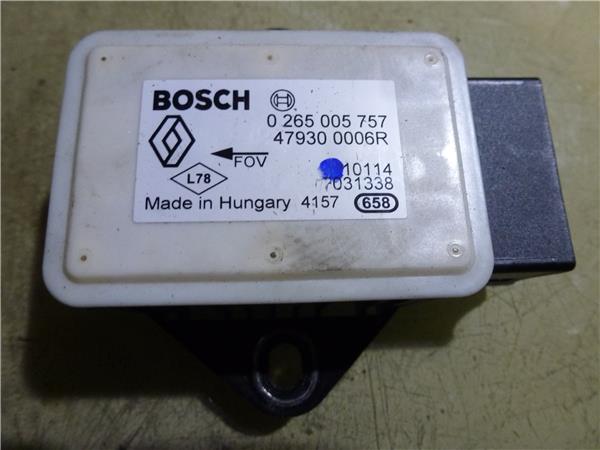 BOSCH
0 265 005 757
47930 0006R
FOV
L78
10114
7031338
Made in Hungary 4157 658